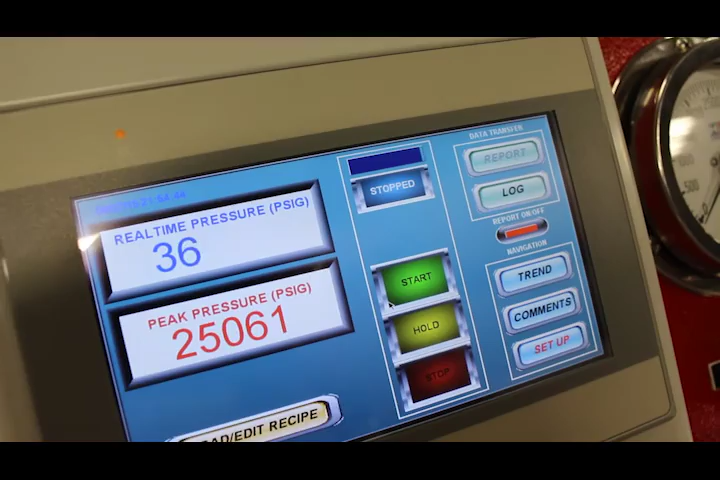 REALTIME PRESSURE (PSIG)
36
PEAK PRESSURE (PSIG)
25061
AD/EDIT RECIPE
STOPPED
START
HOLD
STOP
DATA TRANSFER
REPORT
LOG
REPORT ON/OFF
NAVIGATION
TREND
COMMENTS
SET UP